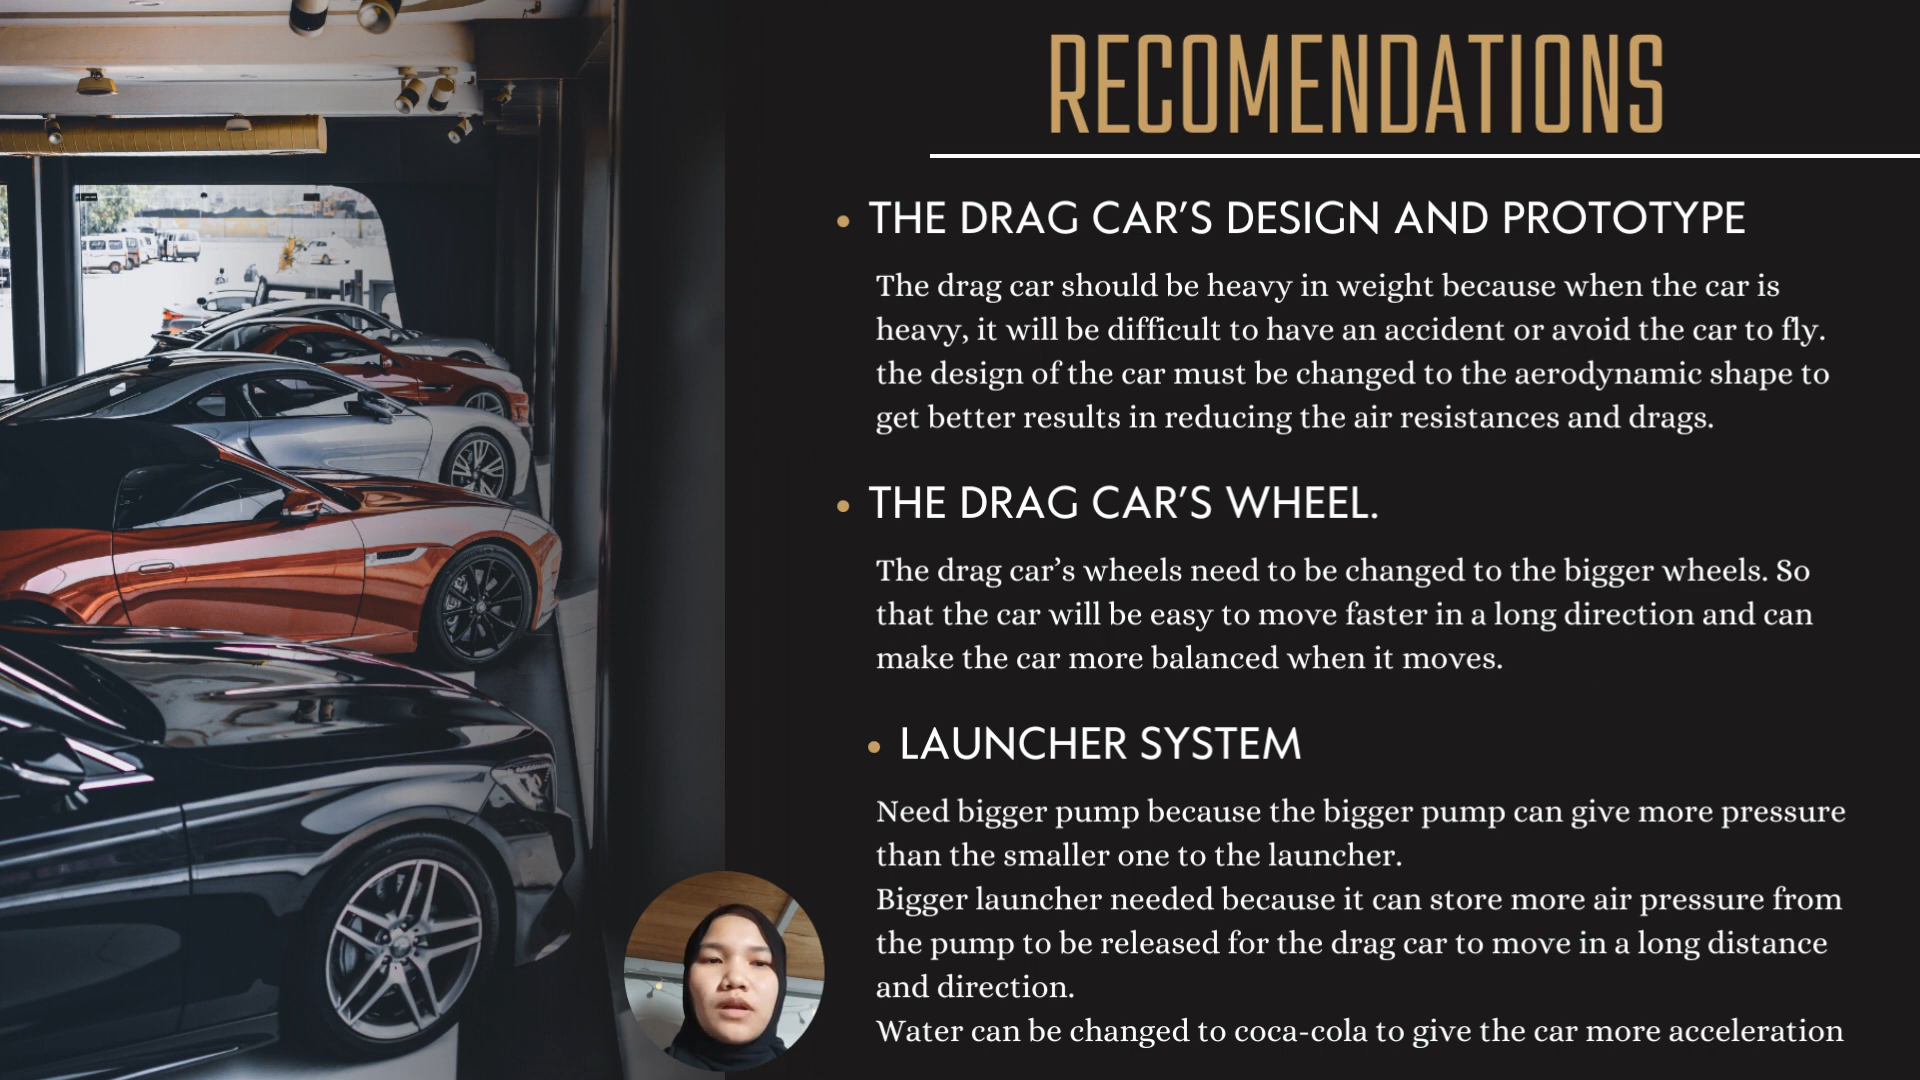 RECOMENDATIONS
• THE DRAG CAR’S DESIGN AND PROTOTYPE
The drag car should be heavy in weight because when the car is
heavy, it will be difficult to have an accident or avoid the car to fly.
the design of the car must be changed to the aerodynamic shape to
get better results in reducing the air resistances and drags.
• THE DRAG CAR’S WHEEL.
The drag car’s wheels need to be changed to the bigger wheels. So
that the car will be easy to move faster in a long direction and can
make the car more balanced when it moves.
• LAUNCHER SYSTEM
Need bigger pump because the bigger pump can give more pressure
than the smaller one to the launcher.
Bigger launcher needed because it can store more air pressure from
the pump to be released for the drag car to move in a long distance
and direction.
Water can be changed to coca-cola to give the car more acceleration